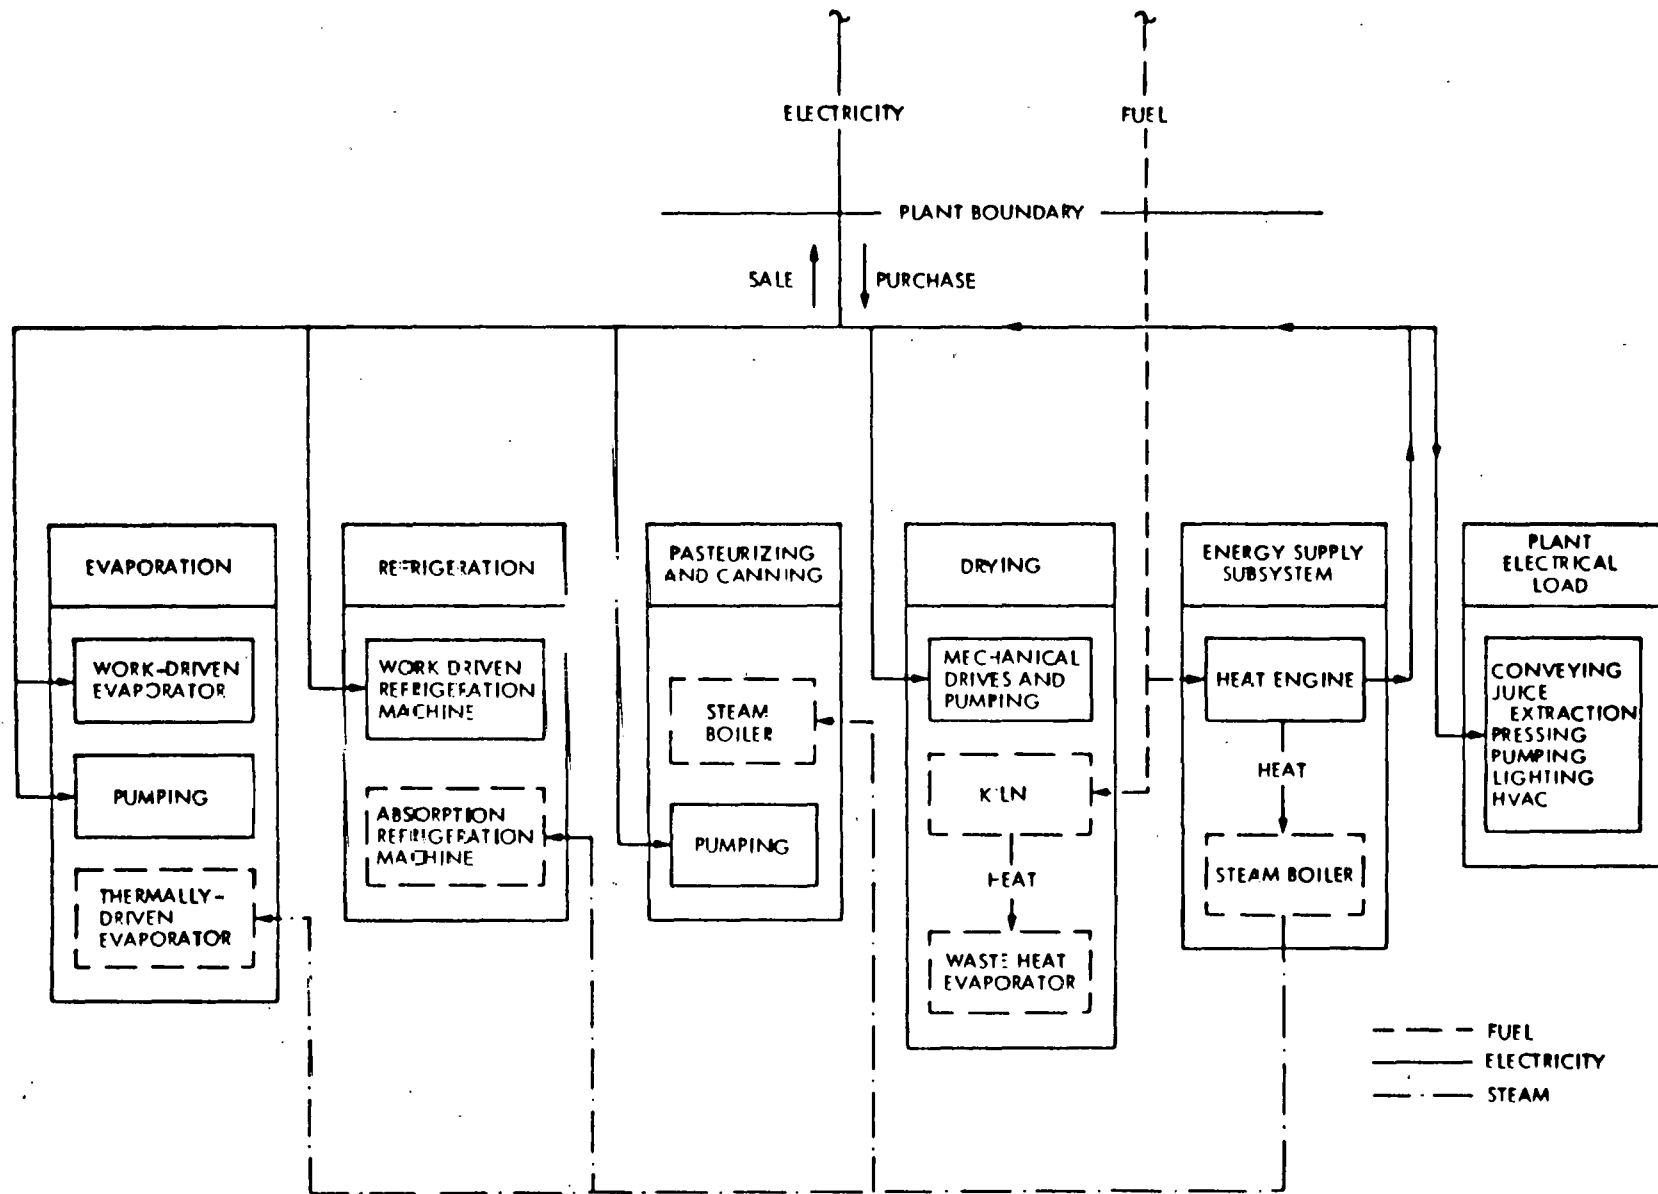 ELECTRICITY
FUEL
PLANT BOUNDARY
SALE
PURCHASE
EVAPORATION
WORK-DRIVEN
EVAPORATOR
PUMPING
THERMALLY-
DRIVEN
EVAPORATOR
REFRIGERATION
WORK DRIVEN
REFRIGERATION
MACHINE
ABSORPTION
REFRIGERATION
MACHINE
PASTEURIZING
AND CANNING
STEAM
BOILER
PUMPING
DRYING
MECHANICAL
DRIVES AND
PUMPING
KILN
HEAT
WASTE HEAT
EVAPORATOR
ENERGY SUPPLY
SUBSYSTEM
HEAT ENGINE
HEAT
STEAM BOILER
PLANT
ELECTRICAL
LOAD
CONVEYING
JUICE
EXTRACTION
PRESSING
PUMPING
LIGHTING
HVAC
FUEL
ELECTRICITY
STEAM